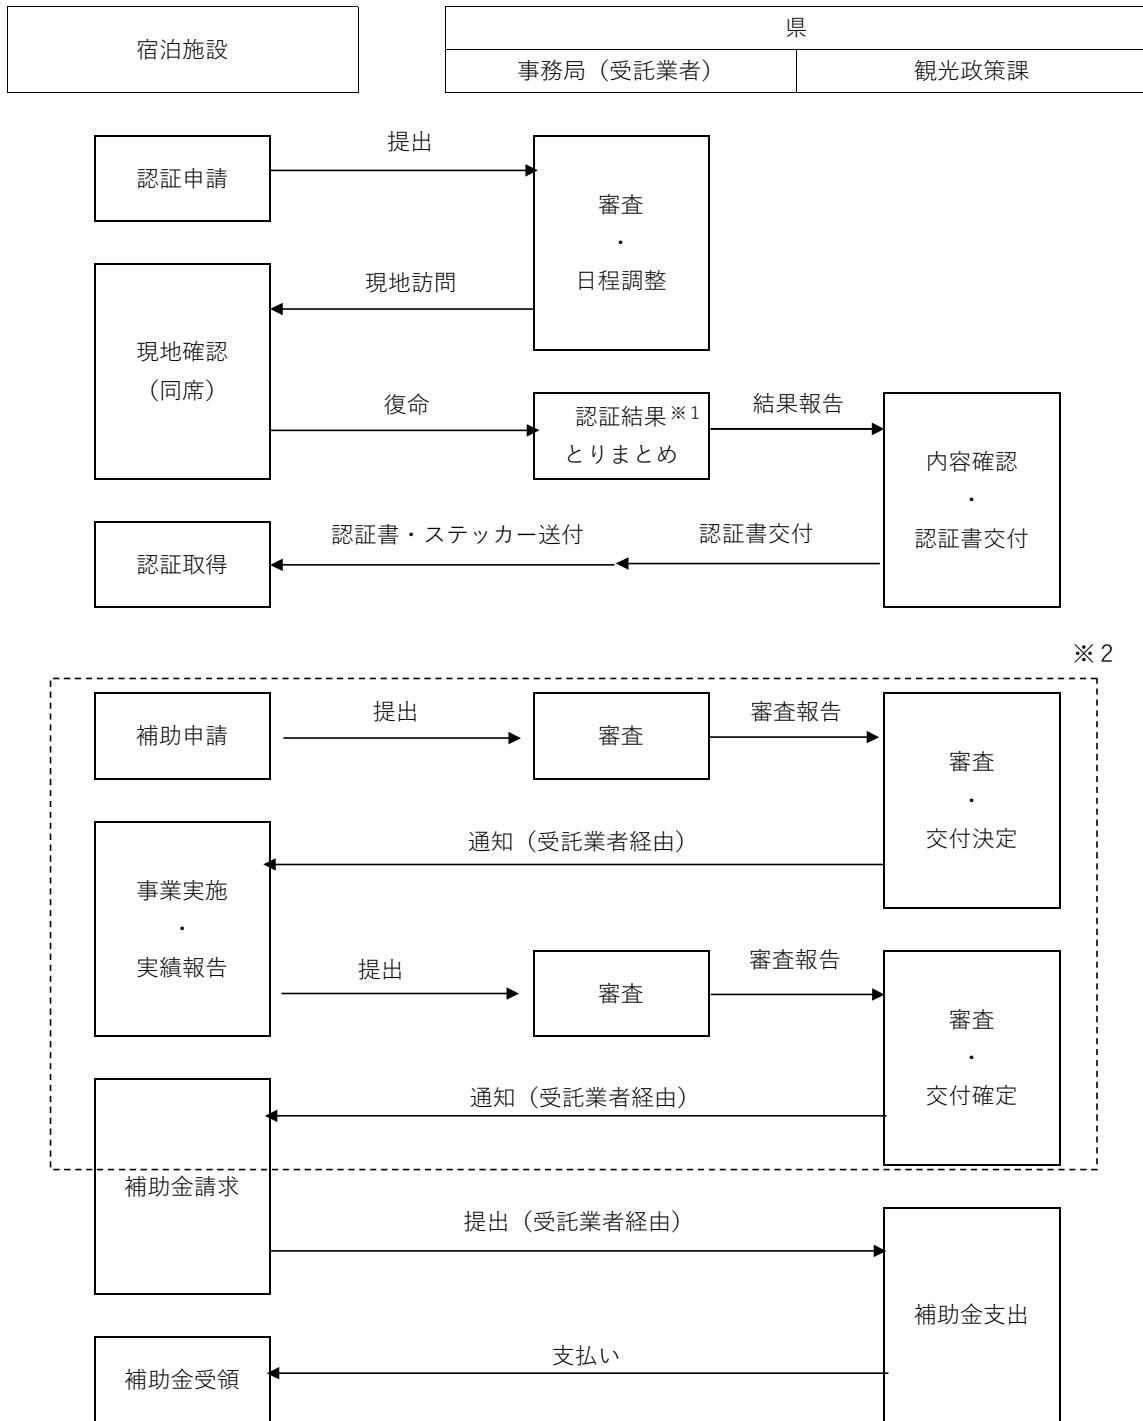 宿泊施設
県
事務局（受託業者）
観光政策課
提出
認証申請
審査
・
日程調整
現地訪問
現地確認
（同席）
復命
認証結果※1
とりまとめ
結果報告
内容確認
・
認証書交付
認証書・ステッカー送付
認証書交付
認証取得
※2
補助申請
提出
審査
審査報告
審査
・
交付決定
通知（受託業者経由）
事業実施
・
実績報告
提出
審査
審査報告
審査
・
交付確定
通知（受託業者経由）
補助金請求
提出（受託業者経由）
補助金支出
支払い
補助金受領